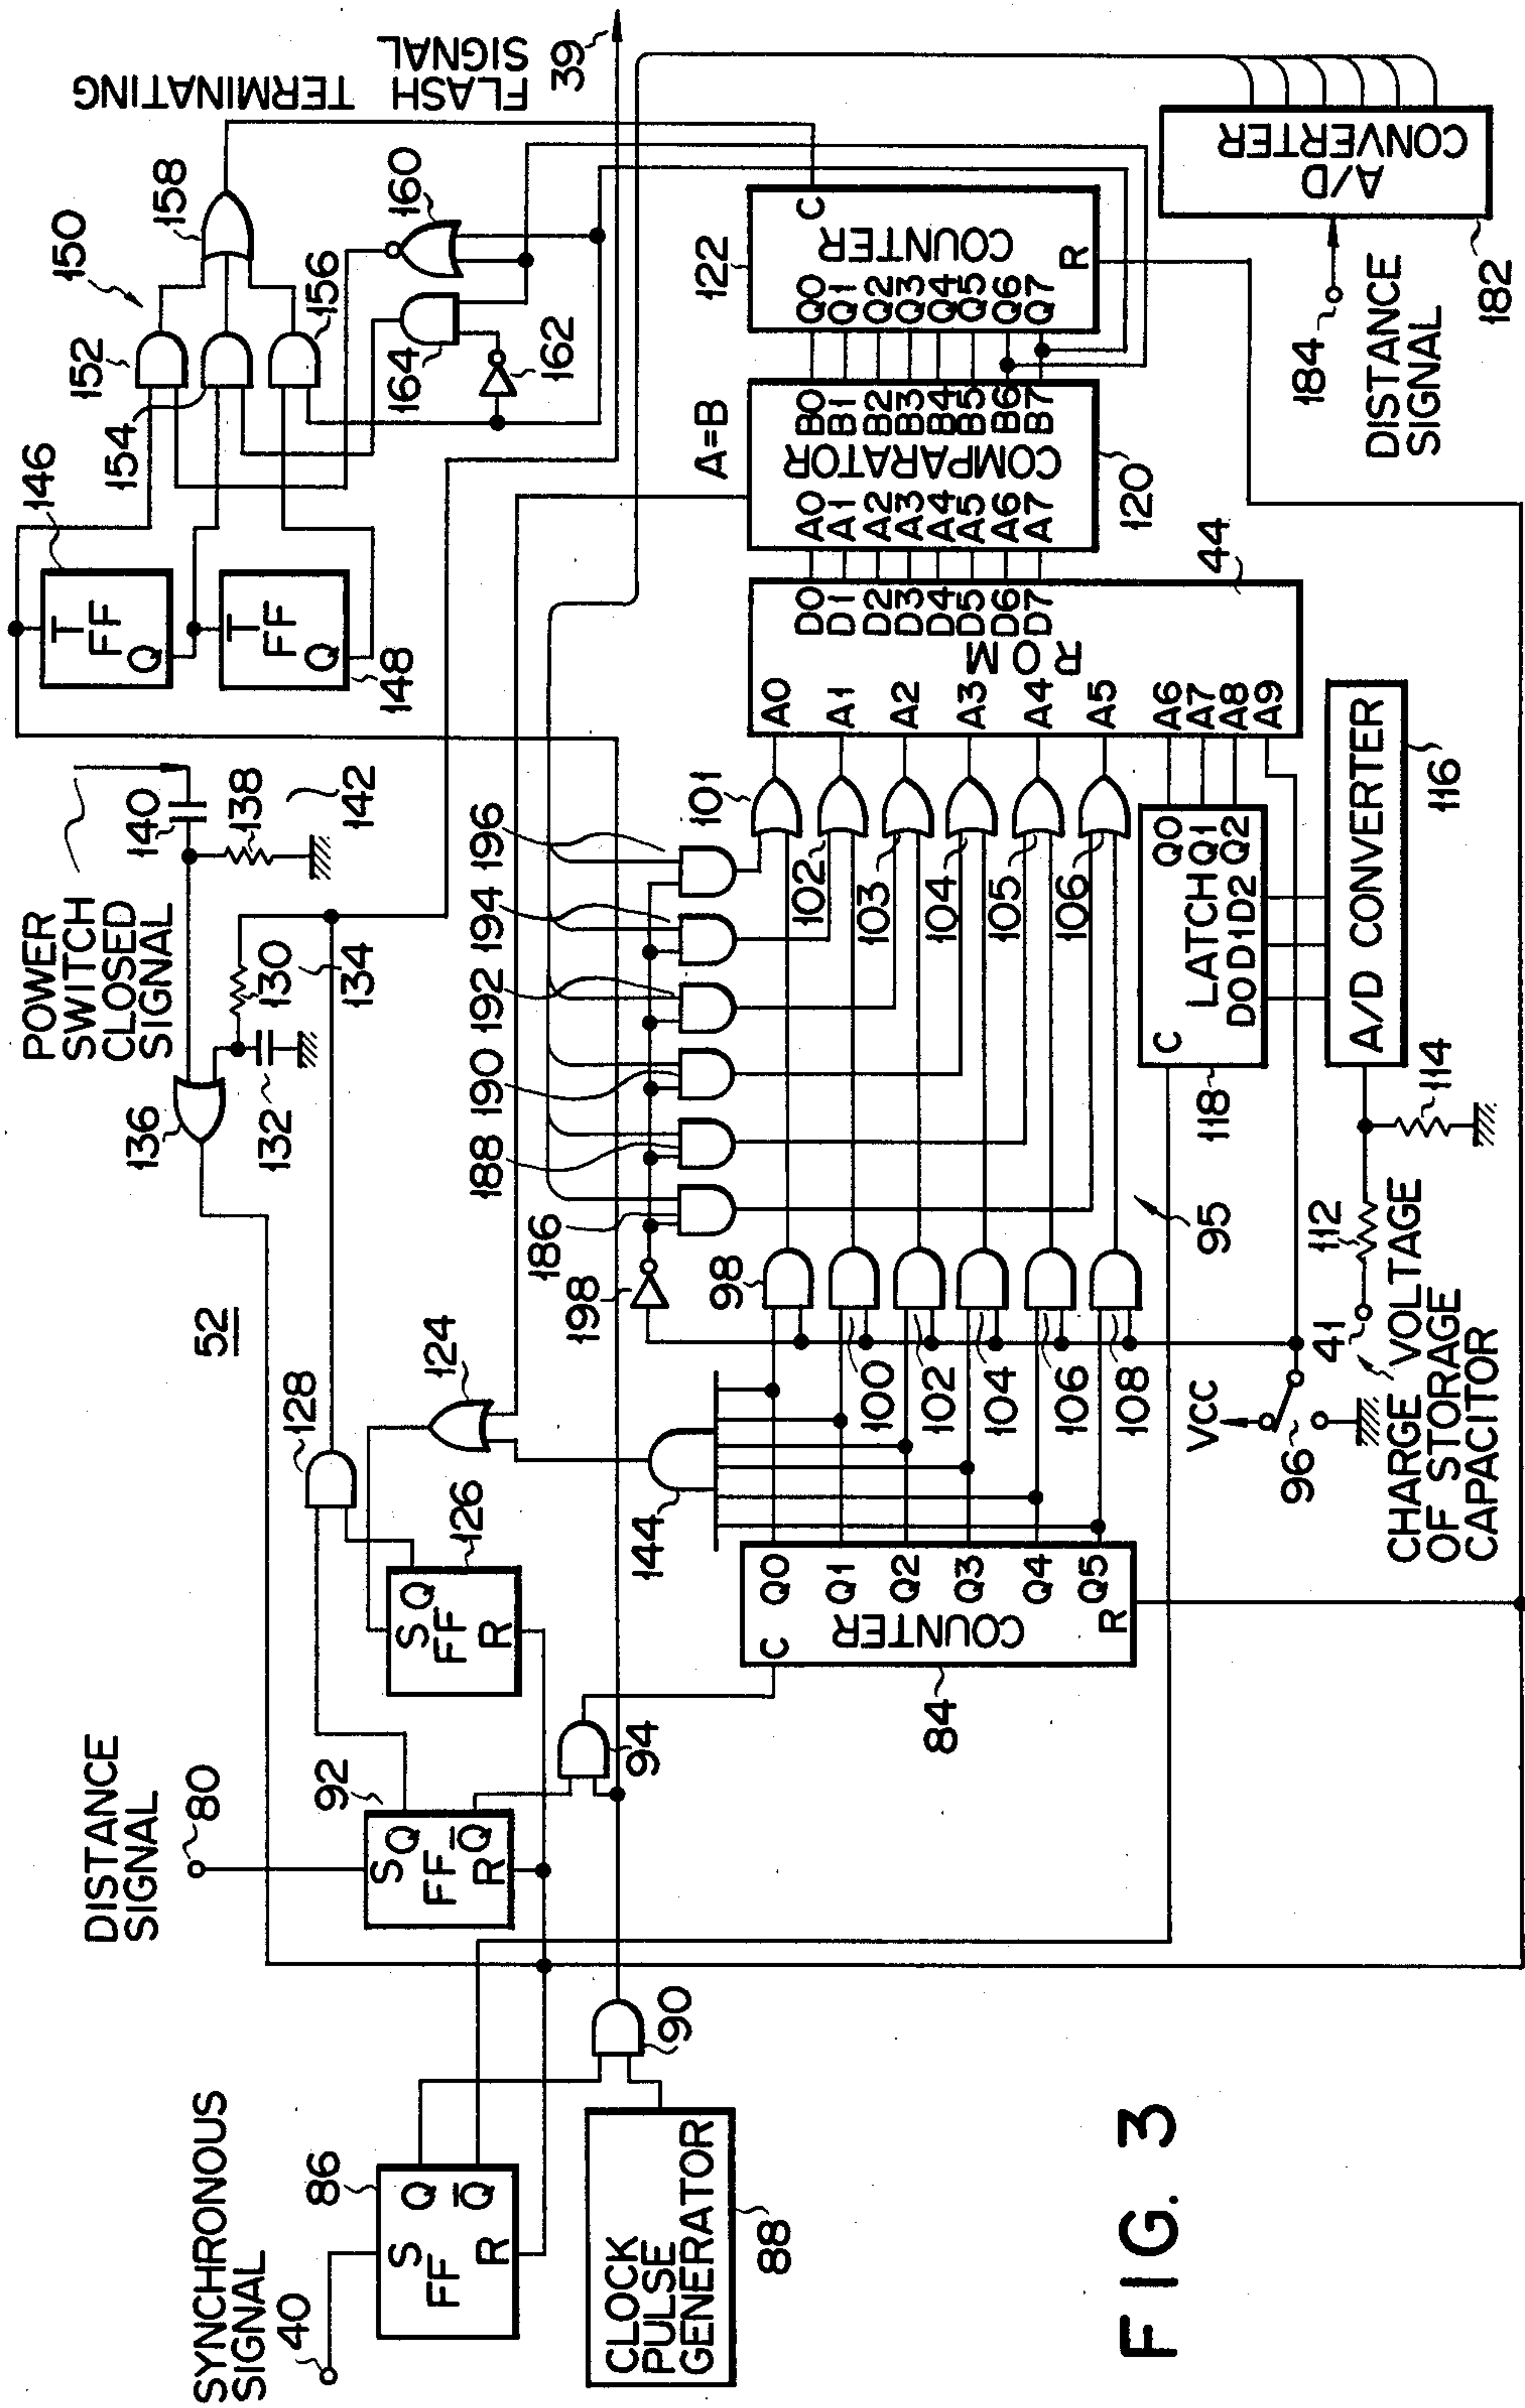 SYNCHRONOUS
SIGNAL
40
86
S
Q
Q
FF
R
CLOCK
PULSE
GENERATOR
88
90
DISTANCE
SIGNAL
80
92
S
Q
FF
Q
R
94
126
S
Q
FF
R
128
124
52
136
POWER
SWITCH
CLOSED
SIGNAL
140
138
142
130
132
134
146
T
FF
Q
T
FF
Q
148
150
152
154
156
158
160
162
164
FLASH TERMINATING
SIGNAL
39
COUNTER
C
Q0
Q1
Q2
Q3
Q4
Q5
R
84
144
98
100
102
104
106
108
95
198
186
188
190
192
194
196
101
102
103
104
105
106
ROM
A0
A1
A2
A3
A4
A5
A6
A7
A8
A9
D0
D1
D2
D3
D4
D5
D6
D7
44
A=B
COMPARATOR
A0
A1
A2
A3
A4
A5
A6
A7
B0
B1
B2
B3
B4
B5
B6
B7
120
122
COUNTER
C
Q0
Q1
Q2
Q3
Q4
Q5
Q6
Q7
R
LATCH
C
Q0
Q1
Q2
D0 D1 D2
118
A/D CONVERTER
116
114
112
41
CHARGE VOLTAGE
OF STORAGE
CAPACITOR
VCC
96
DISTANCE
SIGNAL
184
A/D
CONVERTER
182
FIG. 3